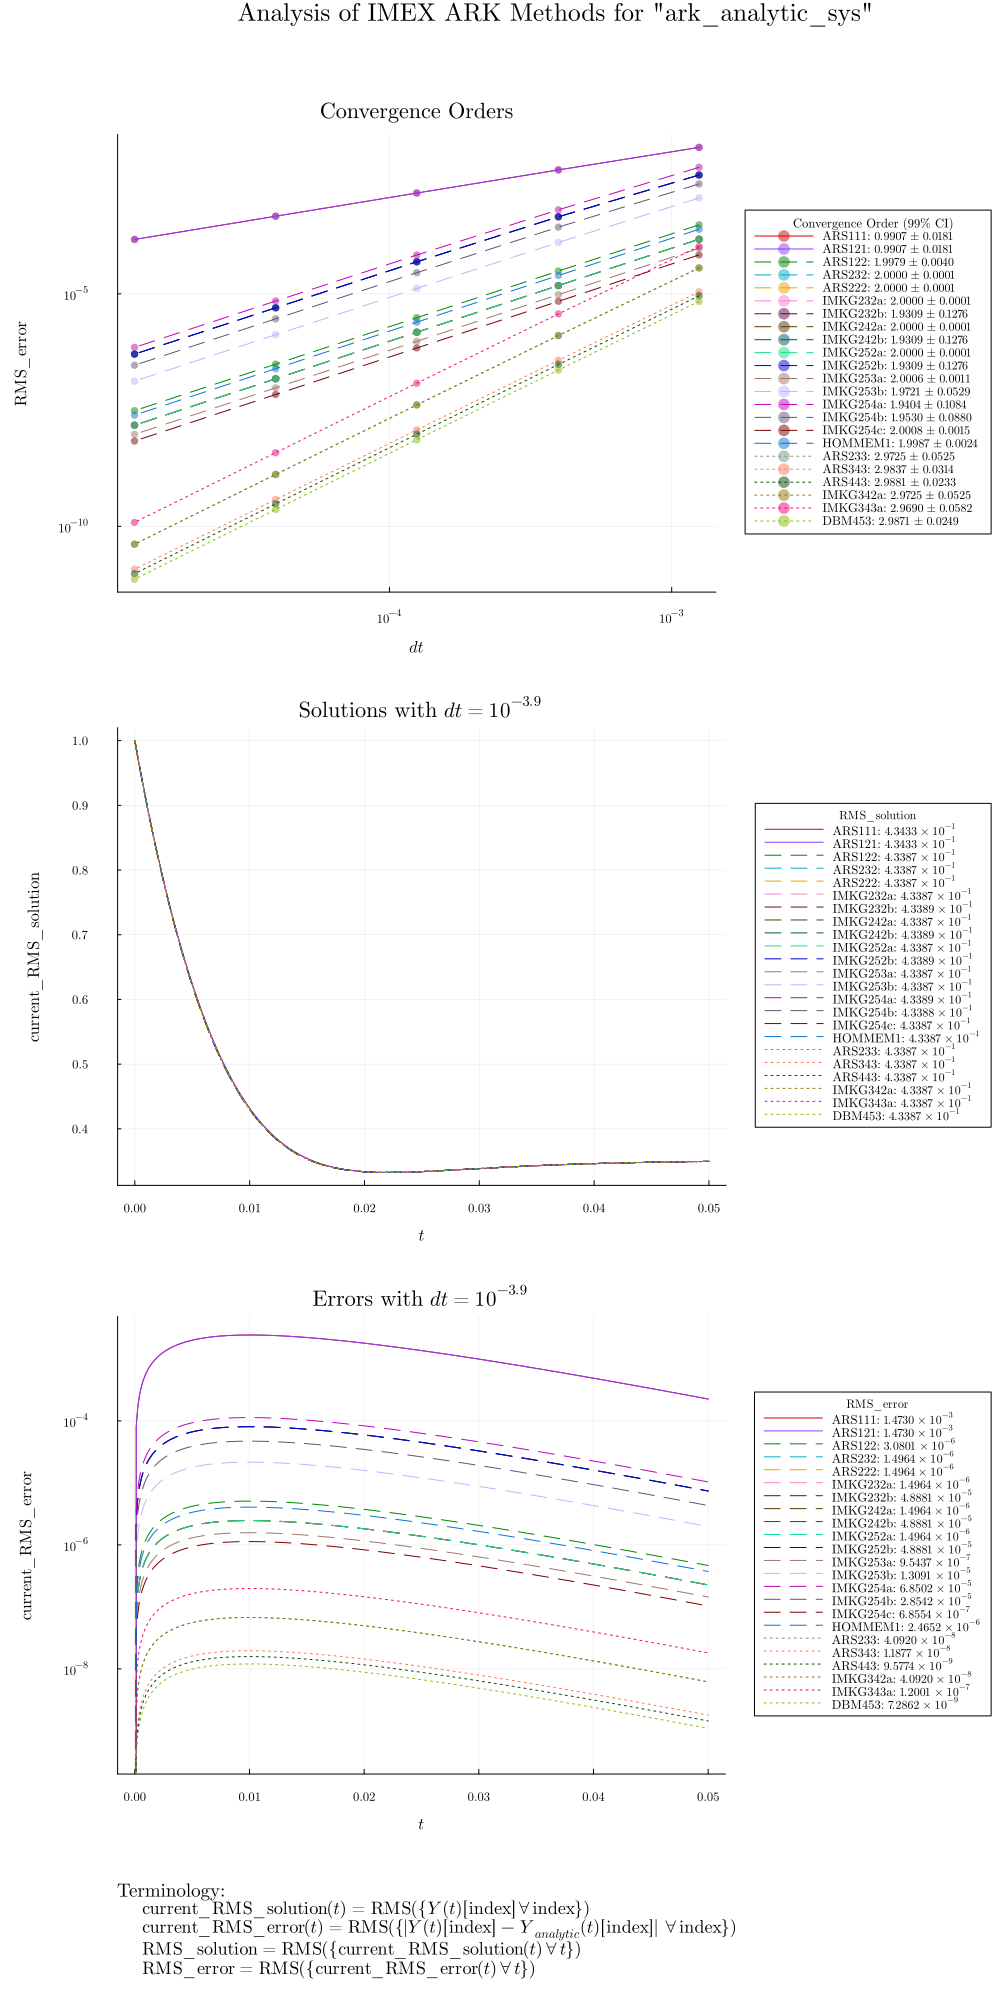 Analysis of IMEX ARK Methods for "ark_analytic_sys"
Convergence Orders
RMS_error
10⁻⁵
10⁻¹⁰
10⁻⁴
10⁻³
dt
Convergence Order (99% CI)
ARS111: 0.9907 ± 0.0181
ARS121: 0.9907 ± 0.0181
ARS122: 1.9979 ± 0.0040
ARS232: 2.0000 ± 0.0001
ARS222: 2.0000 ± 0.0001
IMKG232a: 2.0000 ± 0.0001
IMKG232b: 1.9309 ± 0.1276
IMKG242a: 2.0000 ± 0.0001
IMKG242b: 1.9309 ± 0.1276
IMKG252a: 2.0000 ± 0.0001
IMKG252b: 1.9309 ± 0.1276
IMKG253a: 2.0006 ± 0.0011
IMKG253b: 1.9721 ± 0.0529
IMKG254a: 1.9404 ± 0.1084
IMKG254b: 1.9530 ± 0.0880
IMKG254c: 2.0008 ± 0.0015
HOMMEM1: 1.9987 ± 0.0024
ARS233: 2.9725 ± 0.0525
ARS343: 2.9837 ± 0.0314
ARS443: 2.9881 ± 0.0233
IMKG342a: 2.9725 ± 0.0525
IMKG343a: 2.9690 ± 0.0582
DBM453: 2.9871 ± 0.0249
Solutions with dt = 10⁻³·⁹
current_RMS_solution
1.0
0.9
0.8
0.7
0.6
0.5
0.4
0.00 0.01 0.02 0.03 0.04 0.05
t
RMS_solution
ARS111: 4.3433 × 10⁻¹
ARS121: 4.3433 × 10⁻¹
ARS122: 4.3387 × 10⁻¹
ARS232: 4.3387 × 10⁻¹
ARS222: 4.3387 × 10⁻¹
IMKG232a: 4.3387 × 10⁻¹
IMKG232b: 4.3389 × 10⁻¹
IMKG242a: 4.3387 × 10⁻¹
IMKG242b: 4.3389 × 10⁻¹
IMKG252a: 4.3387 × 10⁻¹
IMKG252b: 4.3389 × 10⁻¹
IMKG253a: 4.3387 × 10⁻¹
IMKG253b: 4.3387 × 10⁻¹
IMKG254a: 4.3389 × 10⁻¹
IMKG254b: 4.3388 × 10⁻¹
IMKG254c: 4.3387 × 10⁻¹
HOMMEM1: 4.3387 × 10⁻¹
ARS233: 4.3387 × 10⁻¹
ARS343: 4.3387 × 10⁻¹
ARS443: 4.3387 × 10⁻¹
IMKG342a: 4.3387 × 10⁻¹
IMKG343a: 4.3387 × 10⁻¹
DBM453: 4.3387 × 10⁻¹
Errors with dt = 10⁻³·⁹
current_RMS_error
10⁻⁴
10⁻⁶
10⁻⁸
0.00 0.01 0.02 0.03 0.04 0.05
t
RMS_error
ARS111: 1.4730 × 10⁻³
ARS121: 1.4730 × 10⁻³
ARS122: 3.0801 × 10⁻⁶
ARS232: 1.4964 × 10⁻⁶
ARS222: 1.4964 × 10⁻⁶
IMKG232a: 1.4964 × 10⁻⁶
IMKG232b: 4.8881 × 10⁻⁵
IMKG242a: 1.4964 × 10⁻⁶
IMKG242b: 4.8881 × 10⁻⁵
IMKG252a: 1.4964 × 10⁻⁶
IMKG252b: 4.8881 × 10⁻⁵
IMKG253a: 9.5437 × 10⁻⁷
IMKG253b: 1.3091 × 10⁻⁵
IMKG254a: 6.8502 × 10⁻⁵
IMKG254b: 2.8542 × 10⁻⁵
IMKG254c: 6.8554 × 10⁻⁷
HOMMEM1: 2.4652 × 10⁻⁶
ARS233: 4.0920 × 10⁻⁸
ARS343: 1.1877 × 10⁻⁸
ARS443: 9.5774 × 10⁻⁹
IMKG342a: 4.0920 × 10⁻⁸
IMKG343a: 1.2001 × 10⁻⁷
DBM453: 7.2862 × 10⁻⁹
Terminology:
current_RMS_solution(t) = RMS({Y(t)[index] ∀ index})
current_RMS_error(t) = RMS({|Y(t)[index] − Y_analytic(t)[index]| ∀ index})
RMS_solution = RMS({current_RMS_solution(t) ∀ t})
RMS_error = RMS({current_RMS_error(t) ∀ t})